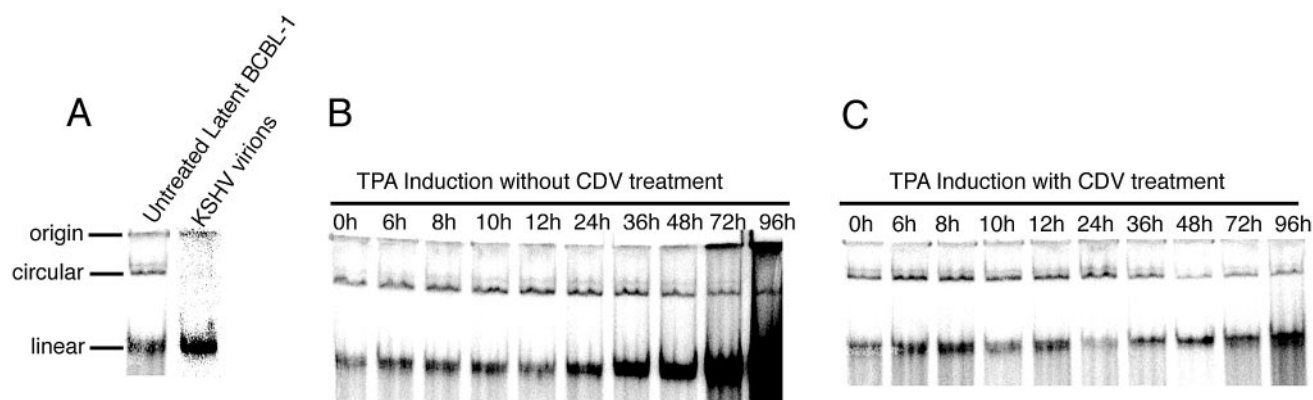 A
Untreated Latent BCBL-1
KSHV virions
origin
circular
linear
B
TPA Induction without CDV treatment
0h 6h 8h 10h 12h 24h 36h 48h 72h 96h
C
TPA Induction with CDV treatment
0h 6h 8h 10h 12h 24h 36h 48h 72h 96h